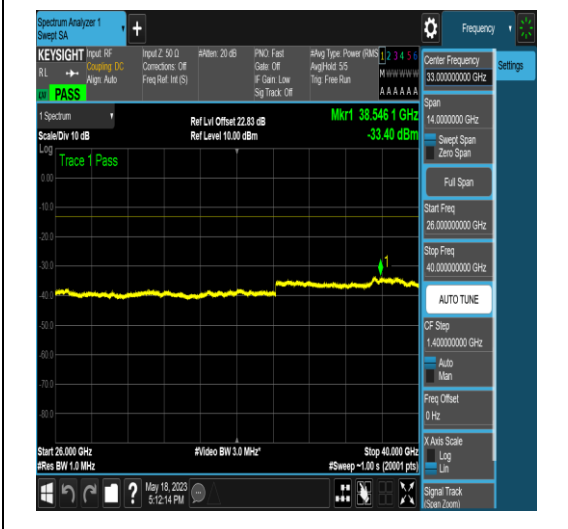 Spectrum Analyzer 1
Swept SA
Frequency
KEYSIGHT
RL
PASS
Input: RF
Coupling: DC
Align: Auto
Input Z: 50 Ω
Corrections: Off
Freq Ref: Int (S)
#Atten: 20 dB
PNO: Fast
Gate: Off
IF Gain: Low
Sig Track: Off
#Avg Type: Power (RMS
Avg|Hold: 5/5
Trig: Free Run
1 2 3 4 5 6
M w w w w w
A A A A A A
1 Spectrum
Scale/Div 10 dB
Ref Lvl Offset 22.83 dB
Ref Level 10.00 dBm
Mkr1 38.546 1 GHz
-33.40 dBm
Log
Trace 1 Pass
0.00
-10.0
-20.0
-30.0
-40.0
-50.0
-60.0
-70.0
-80.0
1
Start 26.000 GHz
#Res BW 1.0 MHz
#Video BW 3.0 MHz*
Stop 40.000 GHz
#Sweep ~1.00 s (20001 pts)
May 18, 2023
5:12:14 PM
Center Frequency
33.000000000 GHz
Settings
Span
14.0000000 GHz
Swept Span
Zero Span
Full Span
Start Freq
26.000000000 GHz
Stop Freq
40.000000000 GHz
AUTO TUNE
CF Step
1.400000000 GHz
Auto
Man
Freq Offset
0 Hz
X Axis Scale
Log
Lin
Signal Track
(Span Zoom)